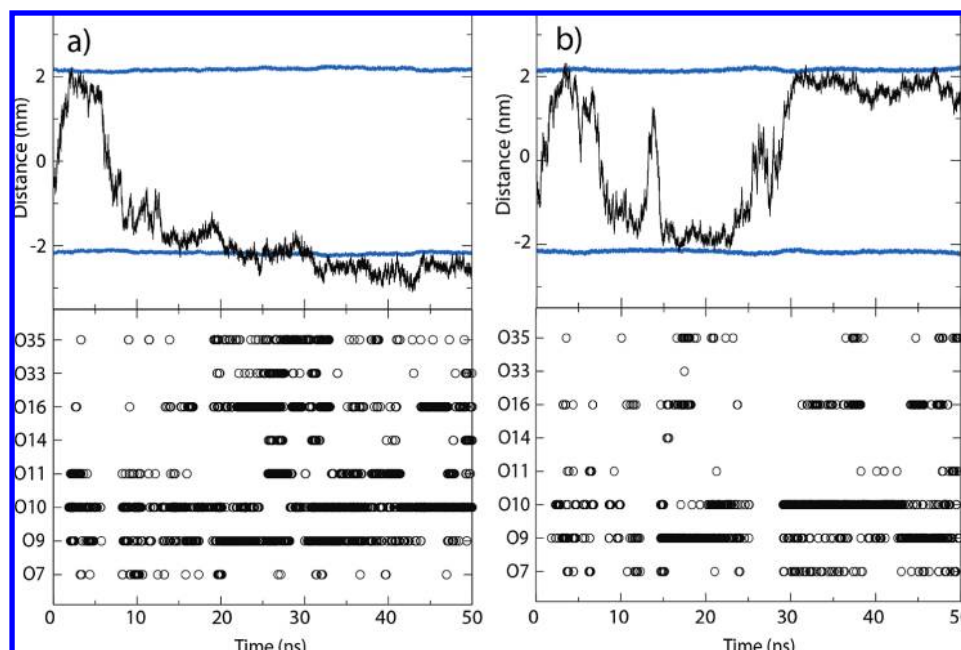 a)
b)
Distance (nm)
2
0
-2
Distance (nm)
2
0
-2
O35
O33
O16
O14
O11
O10
O9
O7
O35
O33
O16
O14
O11
O10
O9
O7
0 10 20 30 40 50
Time (ns)
0 10 20 30 40 50
Time (ns)